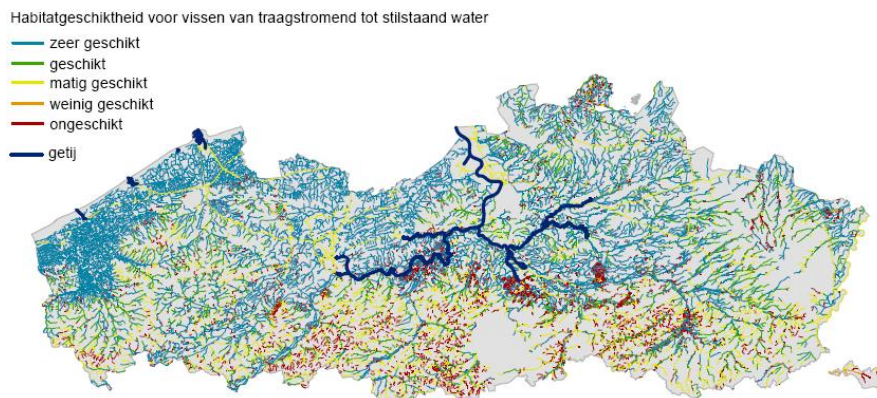 Habitatgeschiktheid voor vissen van traagstromend tot stilstaand water
zeer geschikt
geschikt
matig geschikt
weinig geschikt
ongeschikt
getij